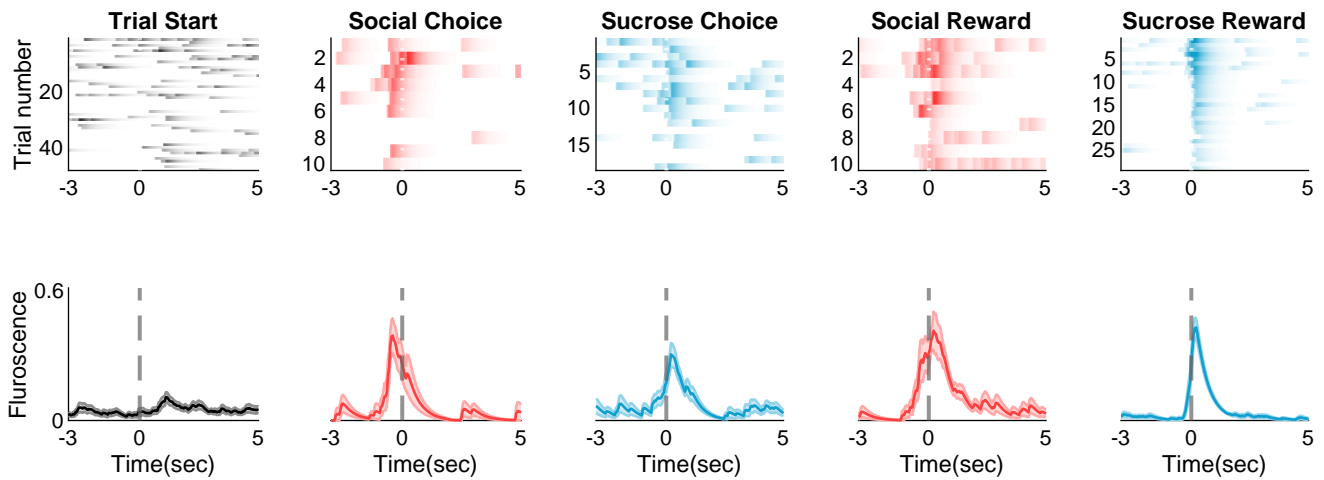 Trial Start
Social Choice
Sucrose Choice
Social Reward
Sucrose Reward
Trial number
20
40
2
4
6
8
10
5
10
15
2
4
6
8
10
5
10
15
20
25
-3 0 5
-3 0 5
-3 0 5
-3 0 5
-3 0 5
Fluroscence
0.6
0
-3 0 5
-3 0 5
-3 0 5
-3 0 5
-3 0 5
Time(sec)
Time(sec)
Time(sec)
Time(sec)
Time(sec)